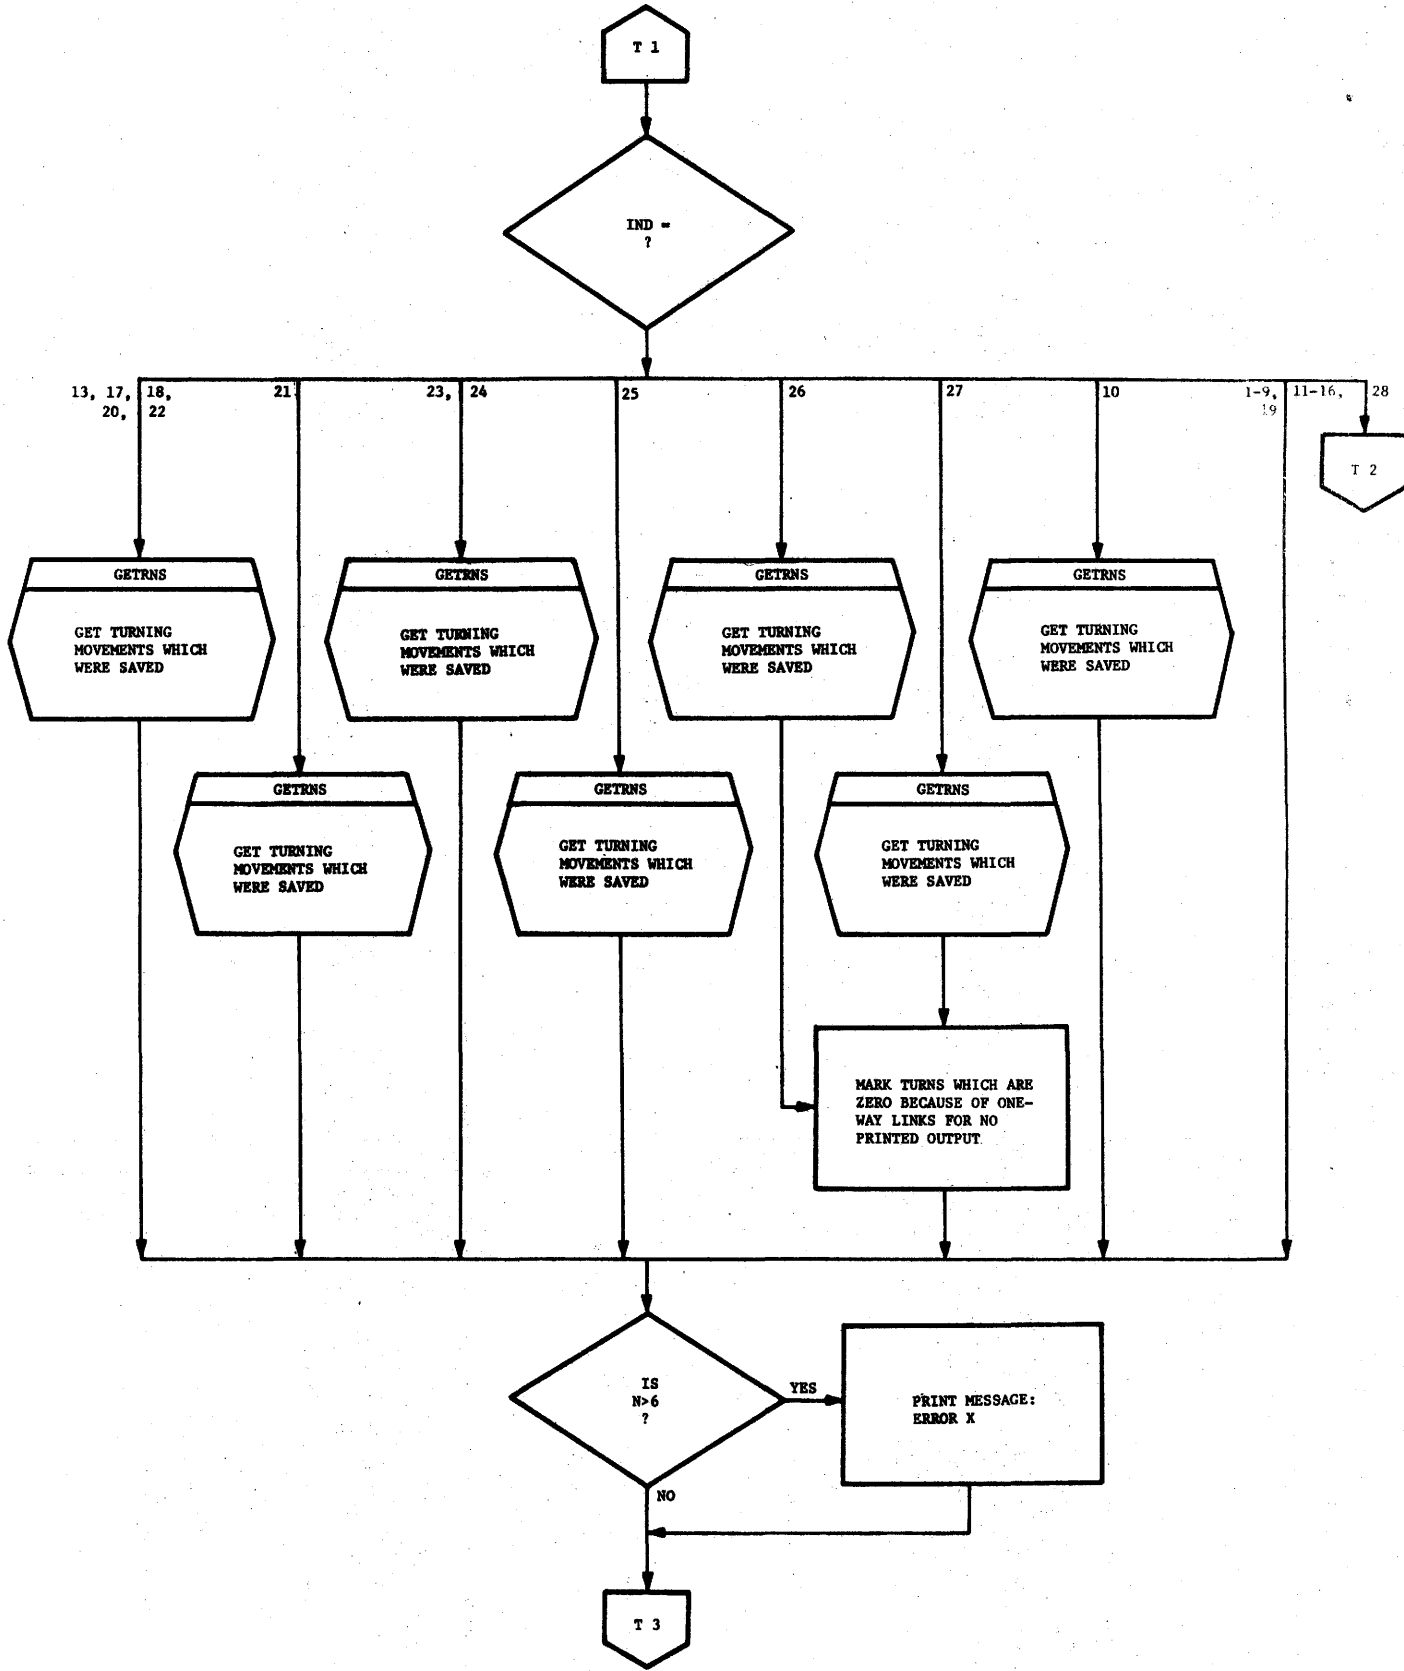 T 1
IND =
?
13, 17, 18,
20, 22
21
23, 24
25
26
27
10
1-9, 11-16,
19
28
T 2
GETRNS
GET TURNING
MOVEMENTS WHICH
WERE SAVED
GETRNS
GET TURNING
MOVEMENTS WHICH
WERE SAVED
GETRNS
GET TURNING
MOVEMENTS WHICH
WERE SAVED
GETRNS
GET TURNING
MOVEMENTS WHICH
WERE SAVED
GETRNS
GET TURNING
MOVEMENTS WHICH
WERE SAVED
GETRNS
GET TURNING
MOVEMENTS WHICH
WERE SAVED
GETRNS
GET TURNING
MOVEMENTS WHICH
WERE SAVED
MARK TURNS WHICH ARE
ZERO BECAUSE OF ONE-
WAY LINKS FOR NO
PRINTED OUTPUT
IS
N>6
?
YES
PRINT MESSAGE:
ERROR X
NO
T 3